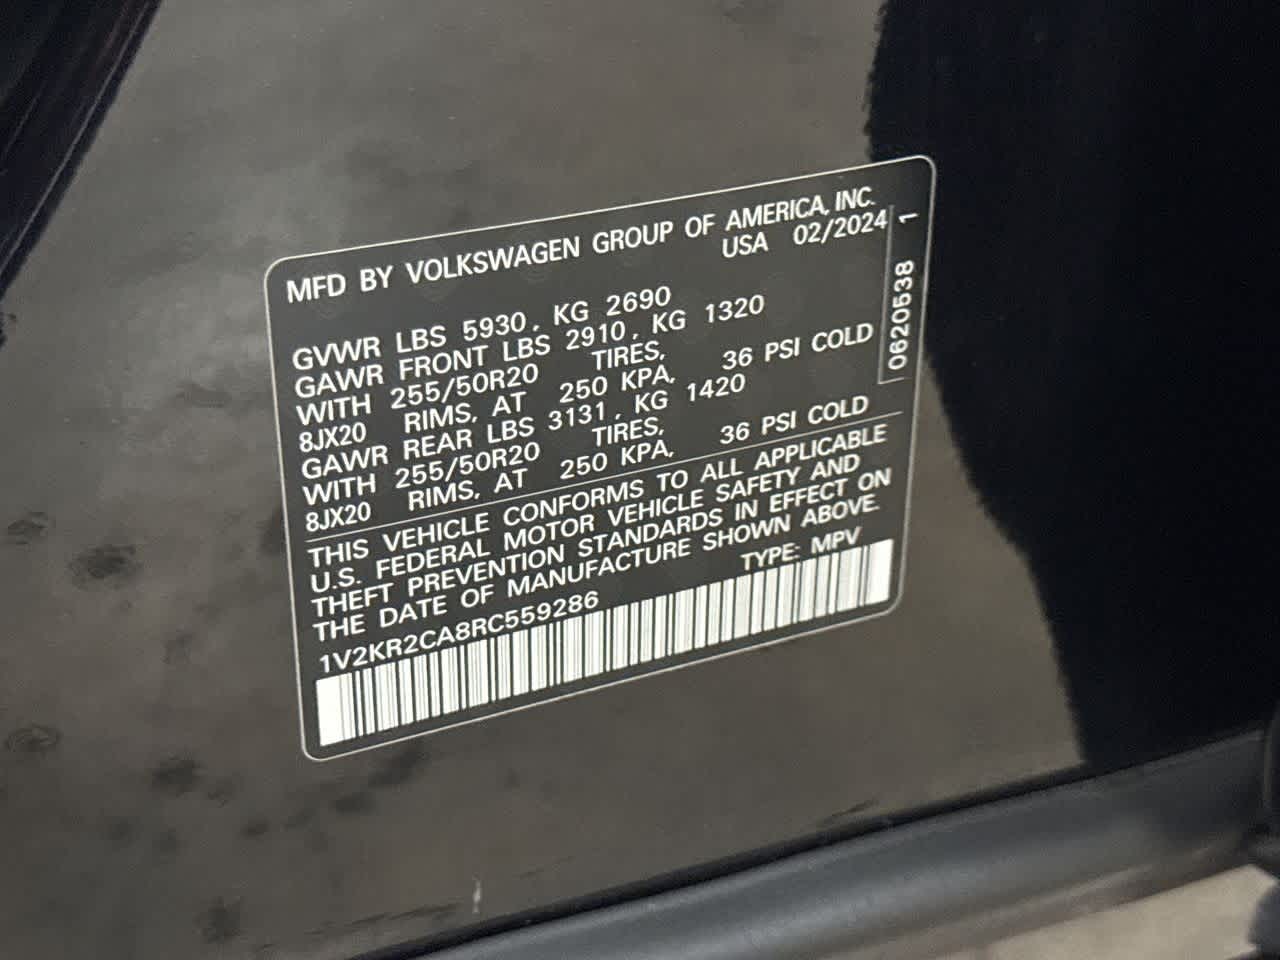 MFD BY VOLKSWAGEN GROUP OF AMERICA, INC.
USA 02/2024
GVWR LBS 5930, KG 2690
GAWR FRONT LBS 2910, KG 1320
WITH 255/50R20 TIRES,
8JX20 RIMS, AT 250 KPA, 36 PSI COLD
GAWR REAR LBS 3131, KG 1420
WITH 255/50R20 TIRES,
8JX20 RIMS, AT 250 KPA, 36 PSI COLD
THIS VEHICLE CONFORMS TO ALL APPLICABLE
U.S. FEDERAL MOTOR VEHICLE SAFETY AND
THEFT PREVENTION STANDARDS IN EFFECT ON
THE DATE OF MANUFACTURE SHOWN ABOVE.
1V2KR2CA8RC559286 TYPE: MPV
0620538 1